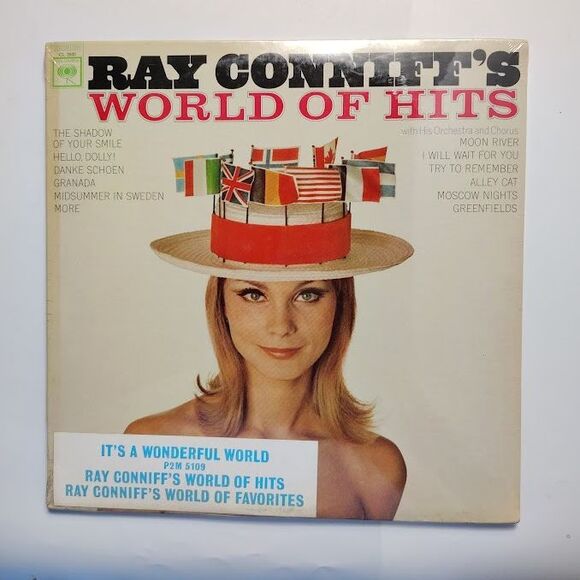 RAY CONNIFF'S
WORLD OF HITS
with His Orchestra and Chorus
THE SHADOW
OF YOUR SMILE
HELLO, DOLLY!
DANKE SCHOEN
GRANADA
MIDSUMMER IN SWEDEN
MORE
MOON RIVER
I WILL WAIT FOR YOU
TRY TO REMEMBER
ALLEY CAT
MOSCOW NIGHTS
GREENFIELDS
IT'S A WONDERFUL WORLD
P2M 5109
RAY CONNIFF'S WORLD OF HITS
RAY CONNIFF'S WORLD OF FAVORITES